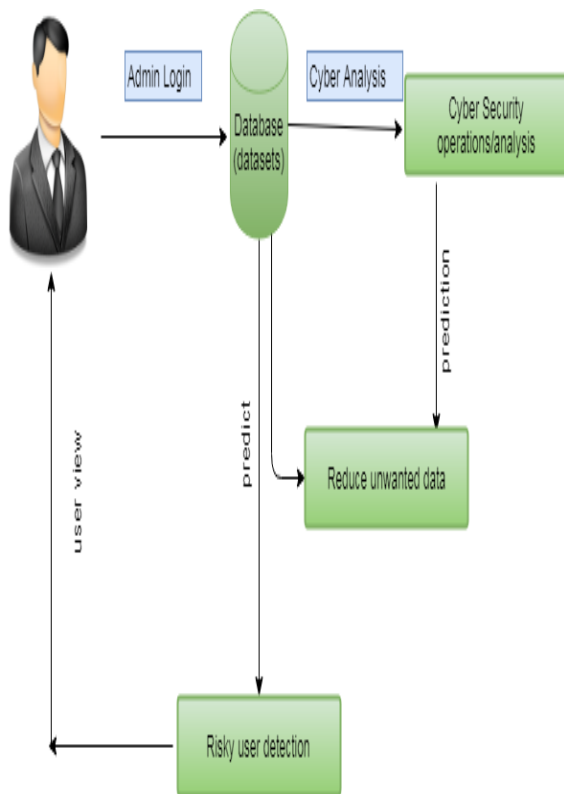 Admin Login
Cyber Analysis
Database
(datasets)
Cyber Security
operations/analysis
prediction
predict
user view
Reduce unwanted data
Risky user detection